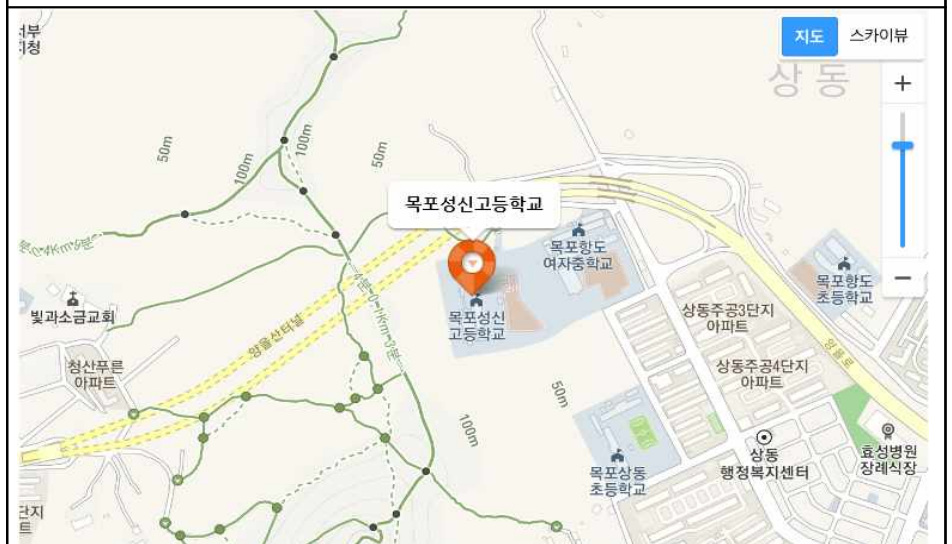 지도 스카이뷰
상동
50m
100m
100m
50m
목포성신고등학교
목포항도
여자중학교
목포항도
초등학교
빛과소금교회
양을산터널
목포성신
고등학교
상동주공3단지
아파트
양을로
청산푸른
아파트
상동주공4단지
아파트
50m
100m
상동
행정복지센터
효성병원
장례식장
목포상동
초등학교